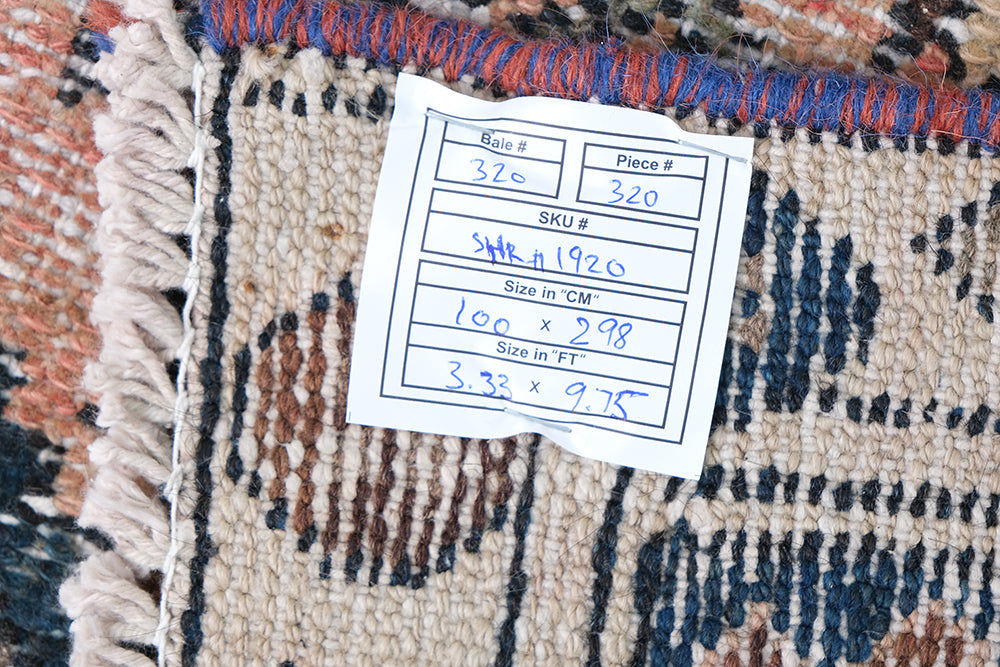 Bale # Piece #
320 320
SKU #
SHR # 1920
Size in "CM"
100 x 298
Size in "FT"
3.33 x 9.75